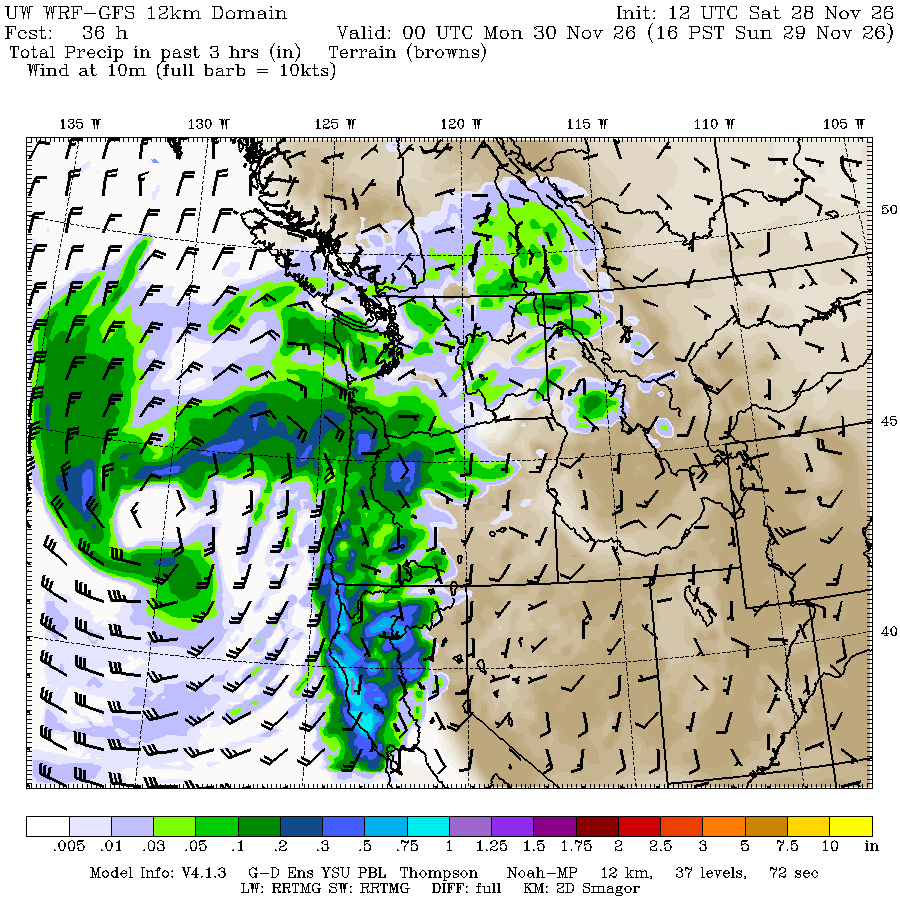 UW WRF-GFS 12km Domain Init: 12 UTC Sat 28 Nov 26
Fcst: 36 h Valid: 00 UTC Mon 30 Nov 26 (16 PST Sun 29 Nov 26)
Total Precip in past 3 hrs (in) Terrain (browns)
Wind at 10m (full barb = 10kts)
135 W 130 W 125 W 120 W 115 W 110 W 105 W
50
45
40
.005 .01 .03 .05 .1 .2 .3 .5 .75 1 1.25 1.5 1.75 2 2.5 3 5 7.5 10 in
Model Info: V4.1.3 G-D Ens YSU PBL Thompson Noah-MP 12 km, 37 levels, 72 sec
LW: RRTMG SW: RRTMG DIFF: full KM: 2D Smagor